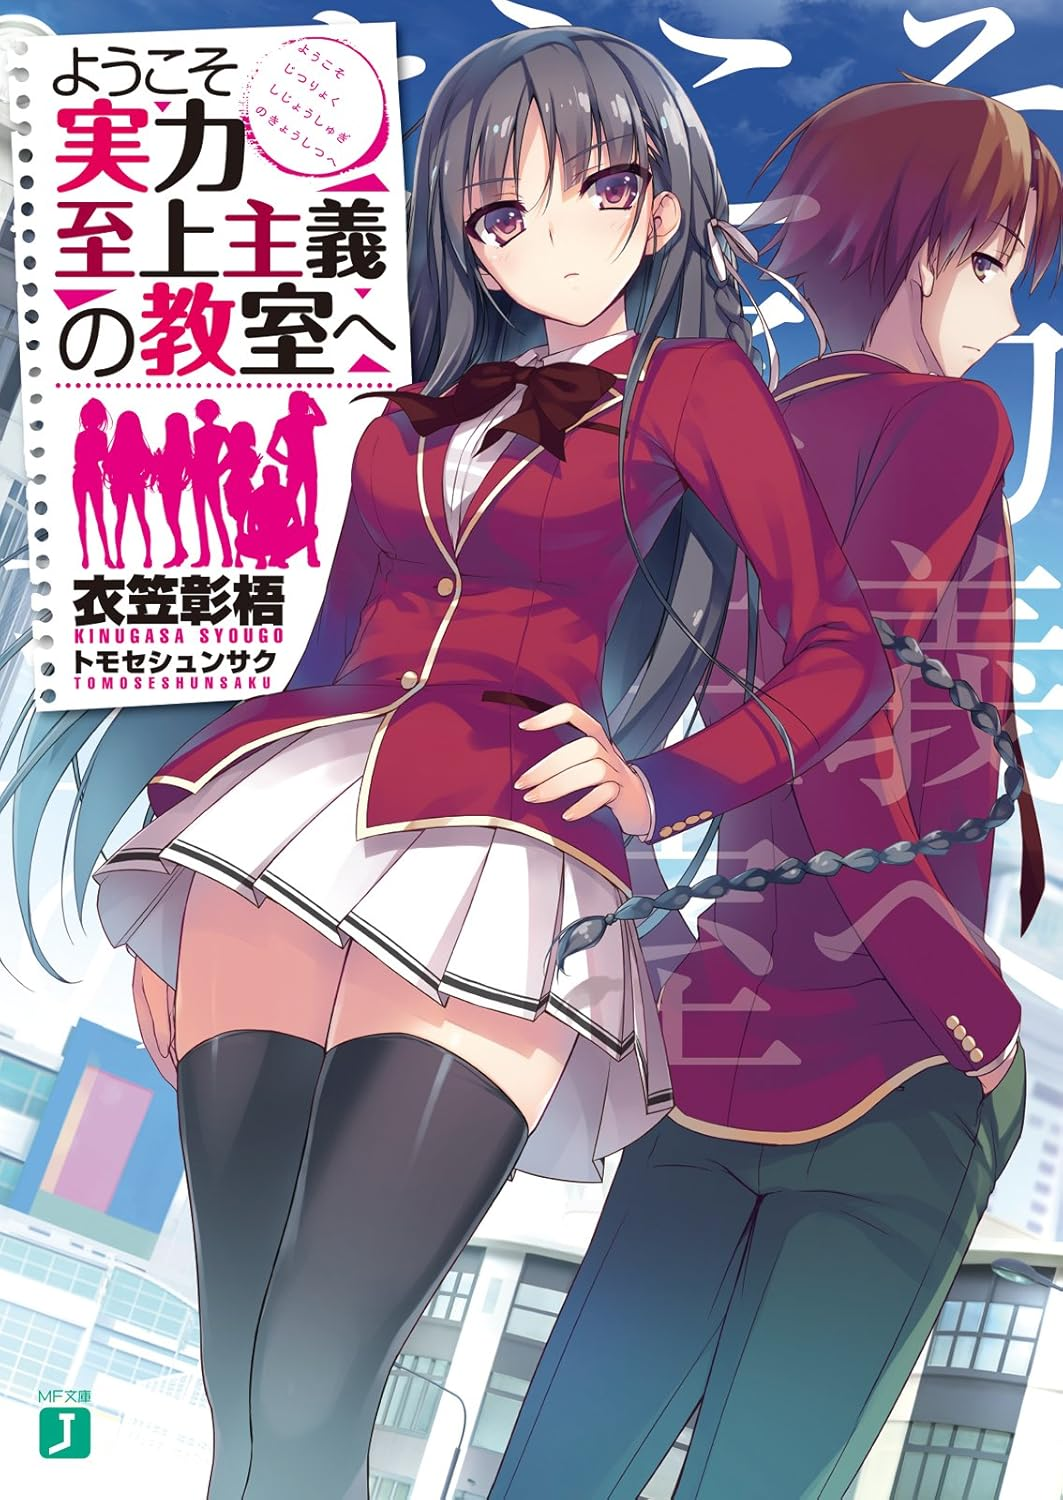 ようこそ
実力
至上主義
の教室へ
ようこそ
じつりょく
しじょうしゅぎ
のきょうしつへ
衣笠彰梧
KINUGASA SYOUGO
トモセシュンサク
TOMOSESHUNSAKU
MF文庫
J